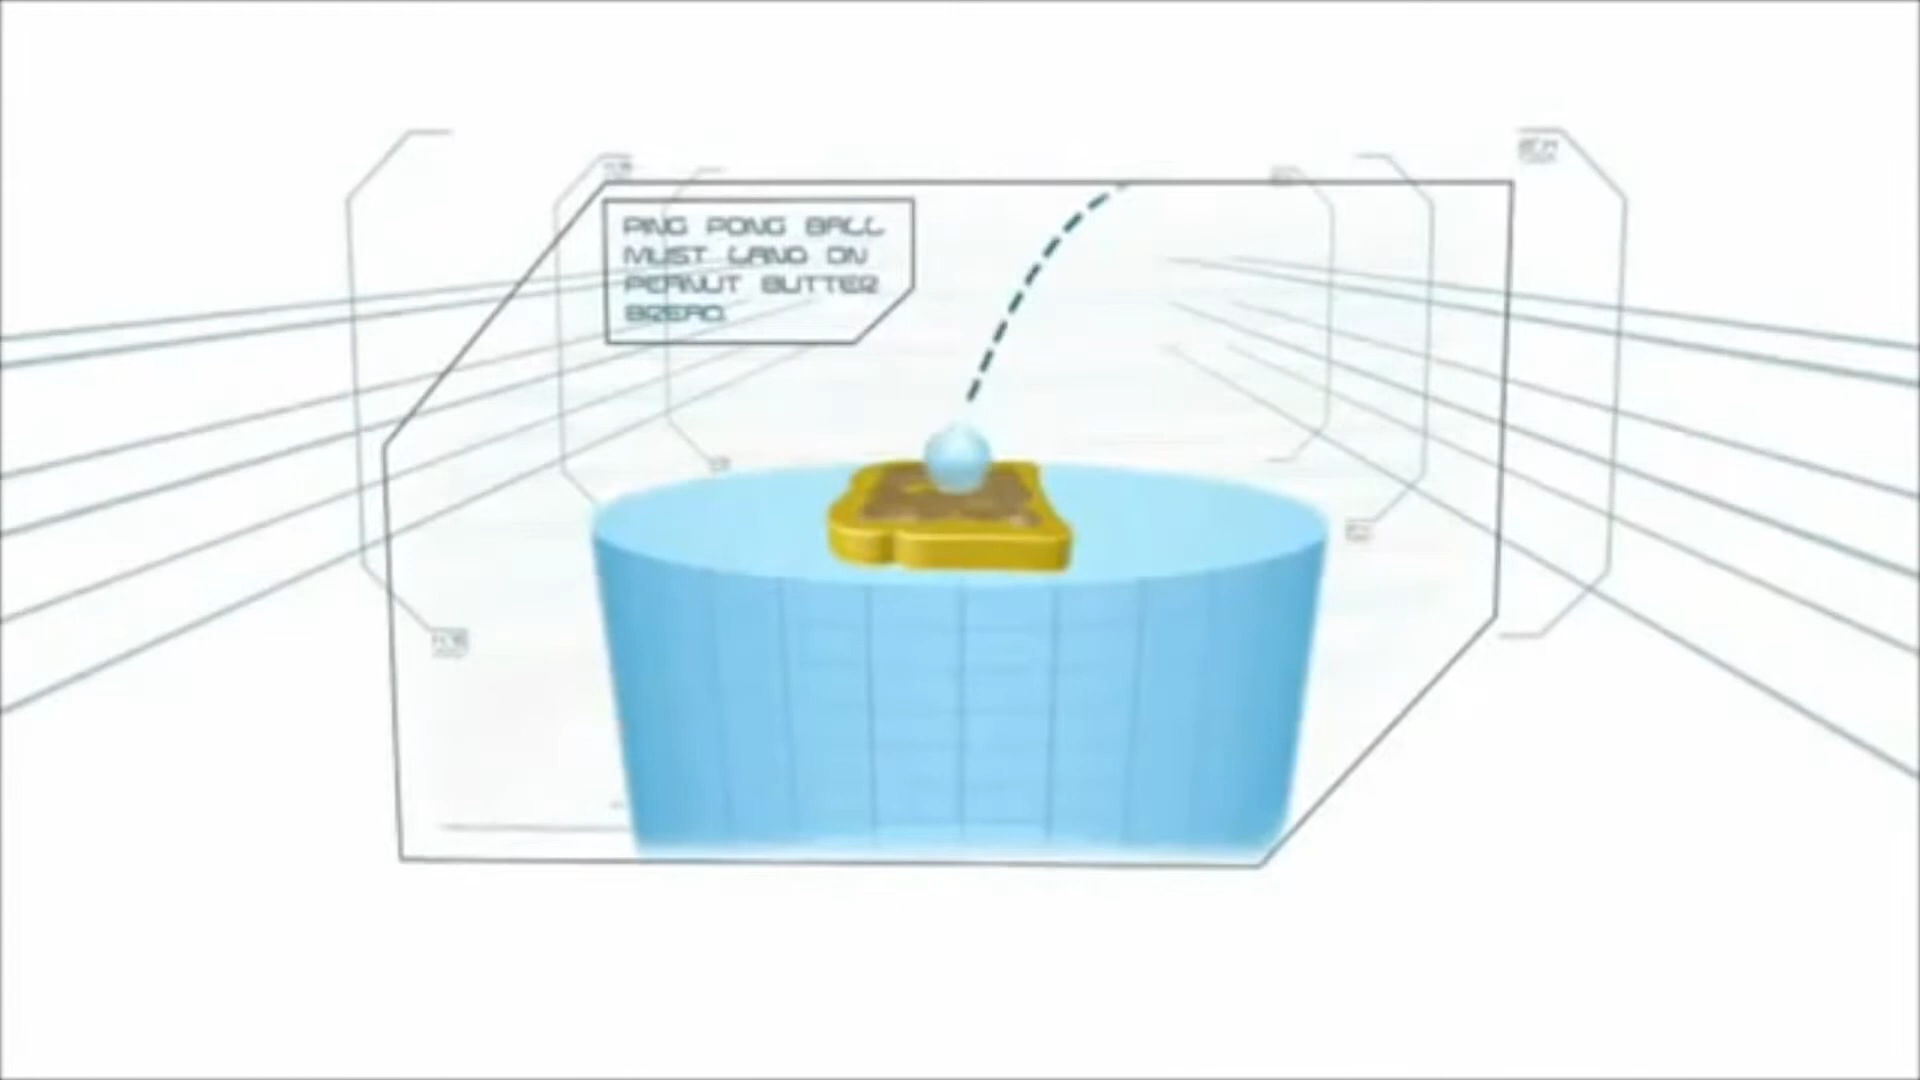 PING PONG BALL
MUST LAND ON
PEANUT BUTTER
BREAD.